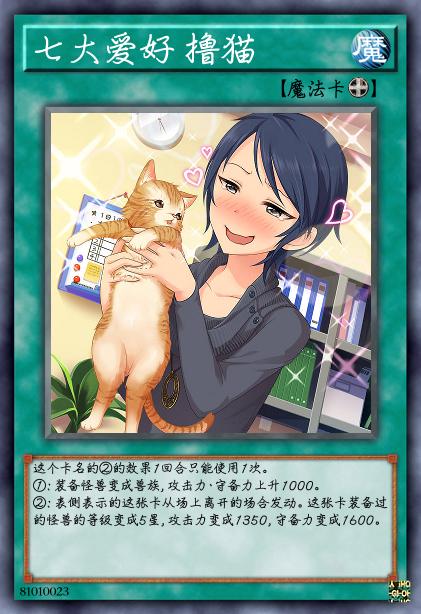 七大爱好 撸猫
魔
【魔法卡】
这个卡名的②的效果1回合只能使用1次。
①：装备怪兽变成兽族，攻击力·守备力上升1000。
②：表侧表示的这张卡从场上离开的场合发动。这张卡装备过
的怪兽的等级变成5星，攻击力变成1350，守备力变成1600。
81010023